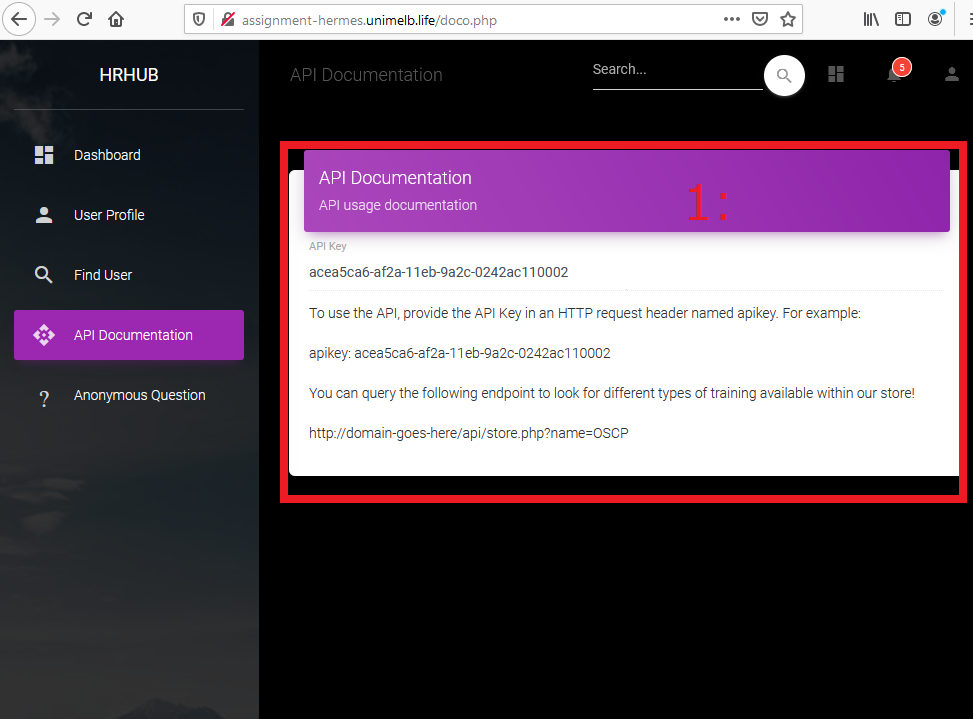 assignment-hermes.unimelb.life/doco.php
HRHUB
API Documentation
Search...
5
Dashboard
User Profile
Find User
API Documentation
? Anonymous Question
API Documentation
1:
API usage documentation
API Key
acea5ca6-af2a-11eb-9a2c-0242ac110002
To use the API, provide the API Key in an HTTP request header named apikey. For example:
apikey: acea5ca6-af2a-11eb-9a2c-0242ac110002
You can query the following endpoint to look for different types of training available within our store!
http://domain-goes-here/api/store.php?name=OSCP